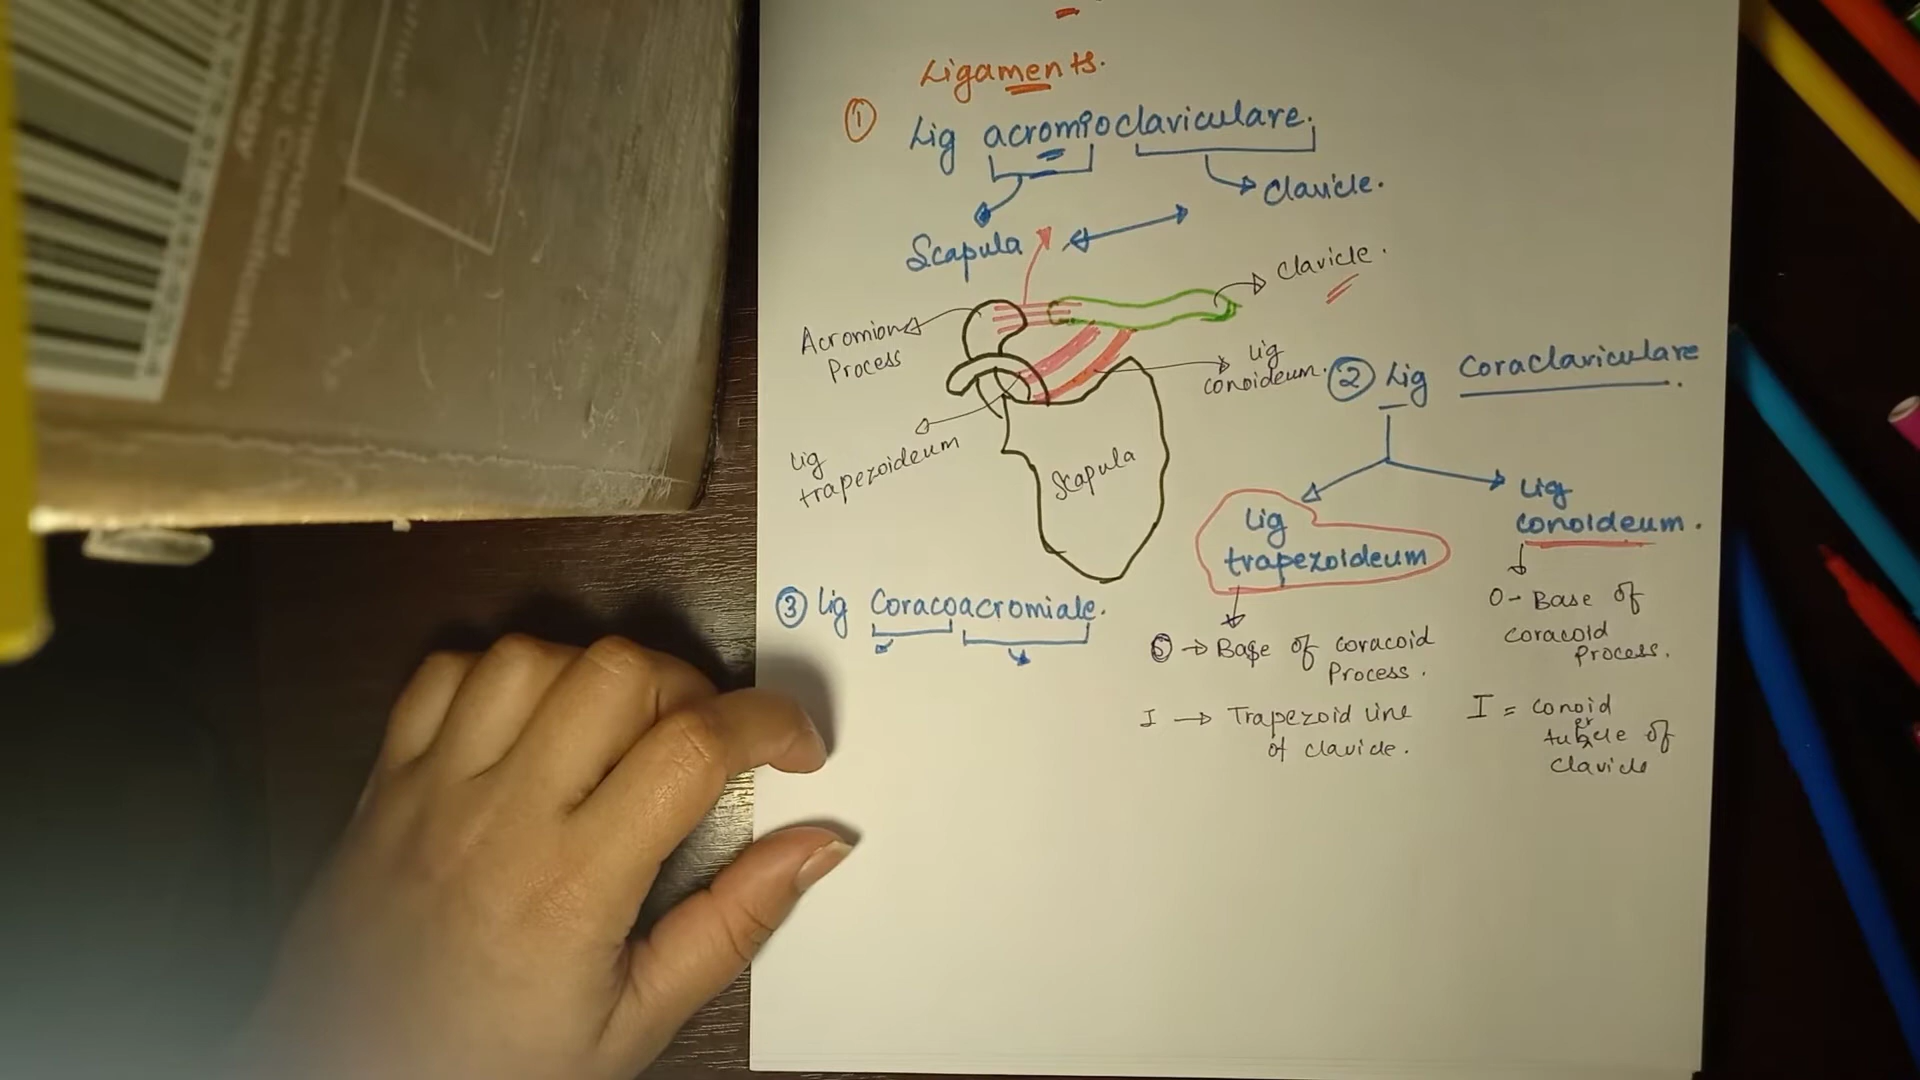 Ligaments.
① Lig acromioclaviculare.
Scapula
Clavicle.
Clavicle.
Acromion
Process
Lig
conoideum.
Lig
trapezoideum
Scapula
② Lig Coraclaviculare
Lig
trapezoideum
Lig
conoideum.
O → Base of coracoid
Process.
I → Trapezoid line
of clavicle.
O → Base of
coracoid
Process.
I = conoid
tubercle of
clavicle
③ Lig Coracoacromiale.